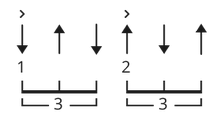 > >
↓ ↑ ↓ ↑ ↓ ↑
1 2
3 3